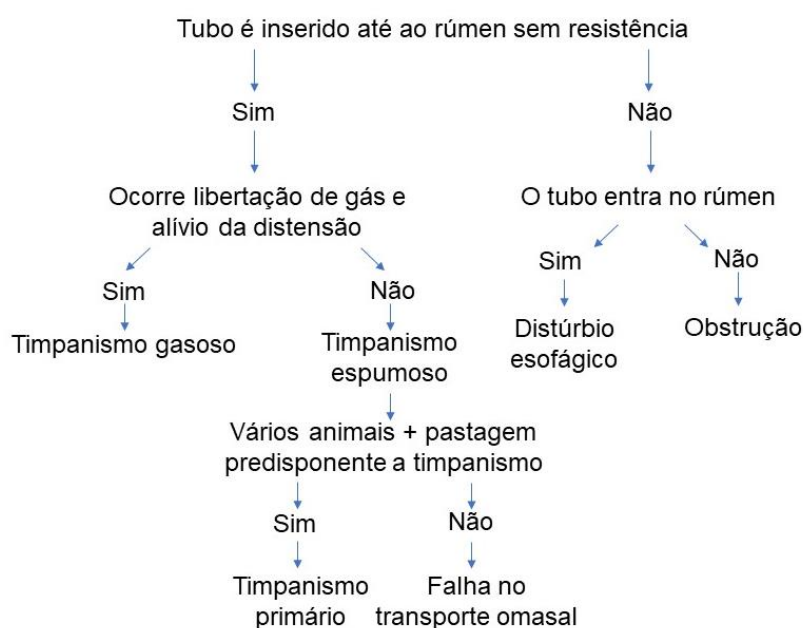 Tubo é inserido até ao rúmen sem resistência
Sim
Não
Ocorre libertação de gás e
alívio da distensão
O tubo entra no rúmen
Sim
Não
Sim
Não
Timpanismo gasoso
Timpanismo
espumoso
Distúrbio
esofágico
Obstrução
Vários animais + pastagem
predisponente a timpanismo
Sim
Não
Timpanismo
primário
Falha no
transporte omasal